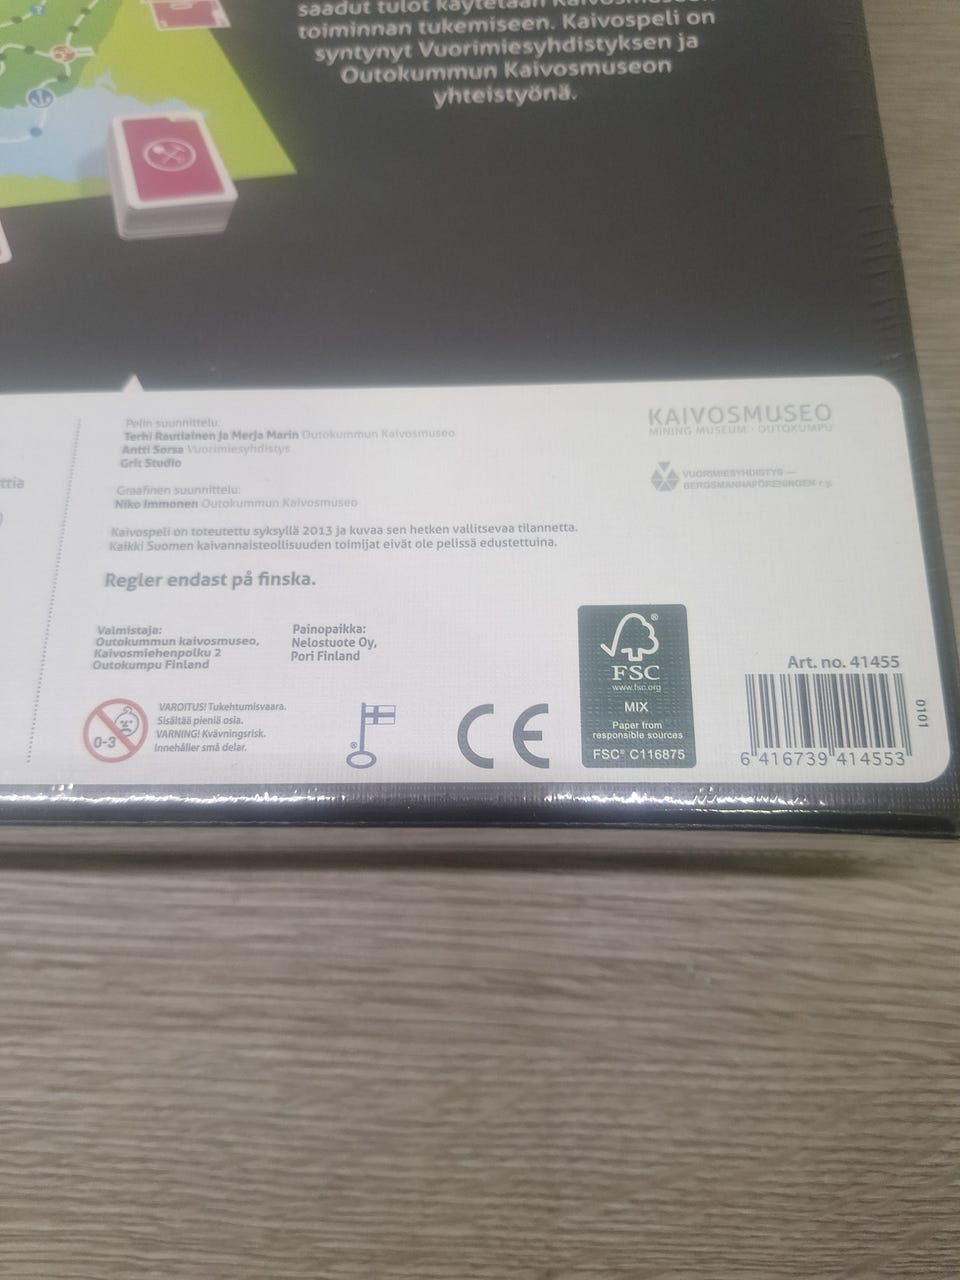 saadut tulot käytetään Kaivosmuseon
toiminnan tukemiseen. Kaivospeli on
syntynyt Vuorimiesyhdistyksen ja
Outokummun Kaivosmuseon
yhteistyönä.
Pelin suunnittelu:
Terhi Rautiainen ja Merja Marin Outokummun Kaivosmuseo
Antti Sorsa Vuorimiesyhdistys
Grit Studio
Graafinen suunnittelu:
Niko Immonen Outokummun Kaivosmuseo
Kaivospeli on toteutettu syksyllä 2013 ja kuvaa sen hetken vallitsevaa tilannetta.
Kaikki Suomen kaivannaisteollisuuden toimijat eivät ole pelissä edustettuina.
Regler endast på finska.
Valmistaja:
Outokummun kaivosmuseo,
Kaivosmiehenpolku 2
Outokumpu Finland
Painopaikka:
Nelostuote Oy,
Pori Finland
0-3
VAROITUS! Tukehtumisvaara.
Sisältää pieniä osia.
VARNING! Kvävningsrisk.
Innehåller små delar.
®
CE
®
FSC
www.fsc.org
MIX
Paper from
responsible sources
FSC® C116875
KAIVOSMUSEO
MINING MUSEUM · OUTOKUMPU
VUORIMIESYHDISTYS—
BERGSMANNAFÖRENINGEN r.y.
Art. no. 41455
6 416739 414553
0101